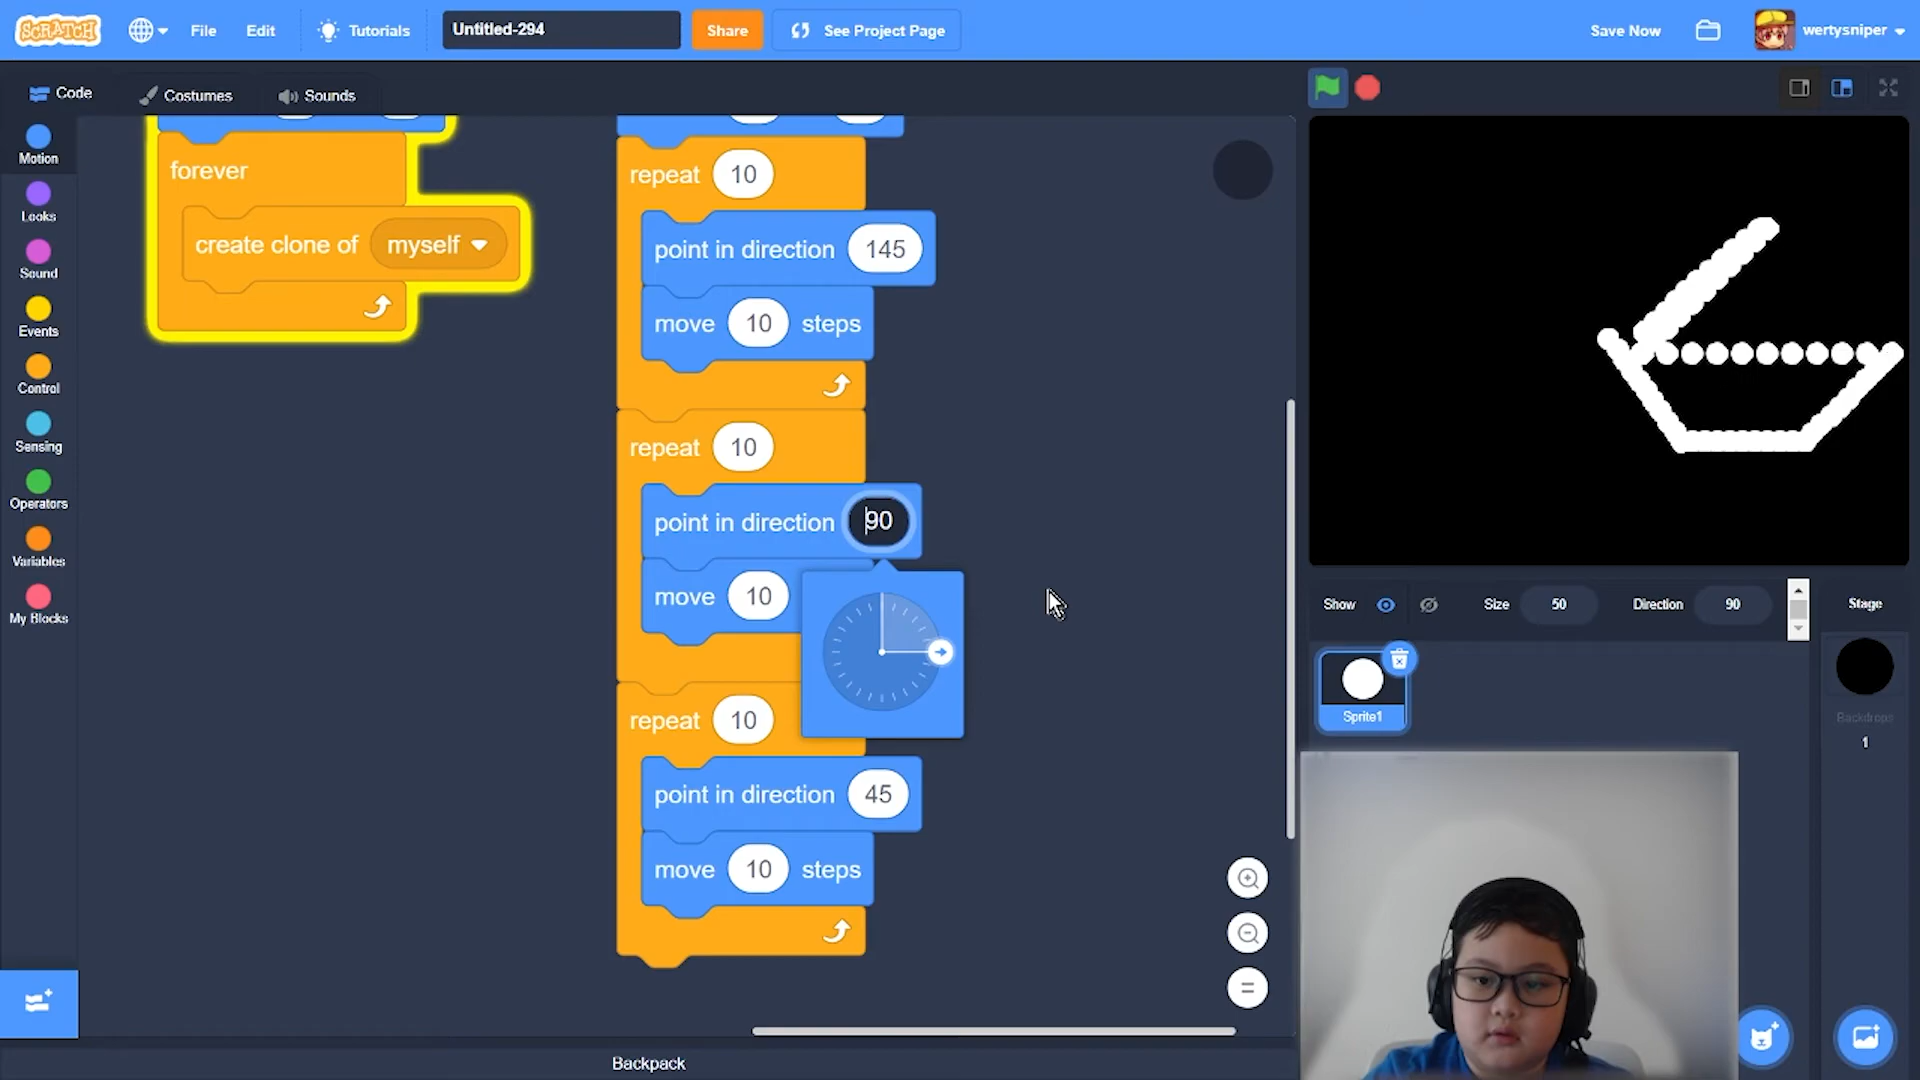 SCRATCH
File
Edit
Tutorials
Untitled-294
Share
See Project Page
Save Now
wertysniper
Code
Costumes
Sounds
Motion
Looks
Sound
Events
Control
Sensing
Operators
Variables
My Blocks
forever
create clone of myself
repeat 10
point in direction 145
move 10 steps
repeat 10
point in direction 90
move 10
repeat 10
point in direction 45
move 10 steps
Show
Size 50
Direction 90
Sprite1
Stage
Backdrops
1
Backpack